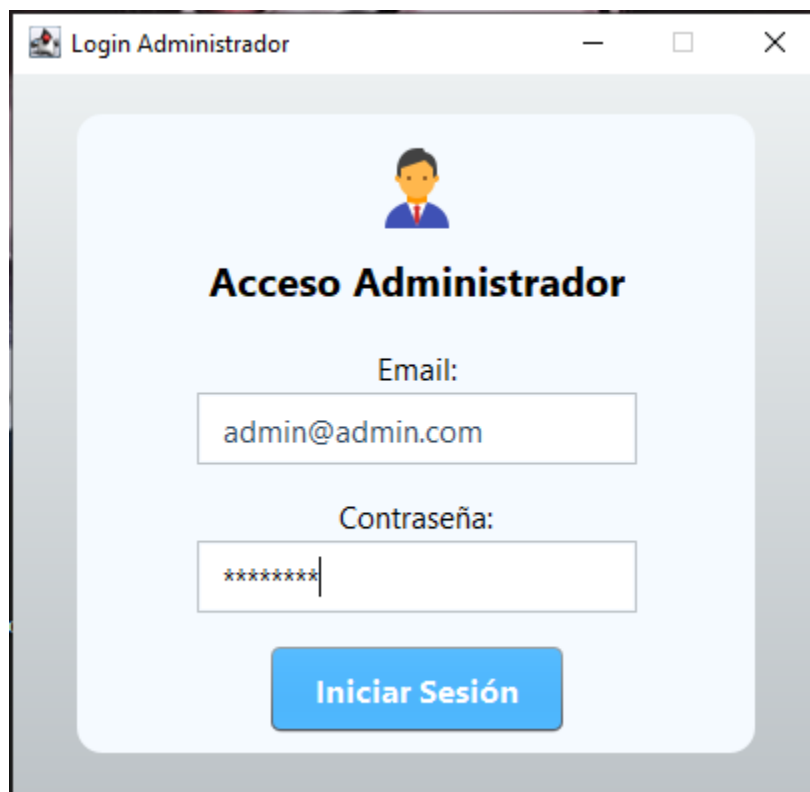 Login Administrador
Acceso Administrador
Email:
admin@admin.com
Contraseña:
********
Iniciar Sesión